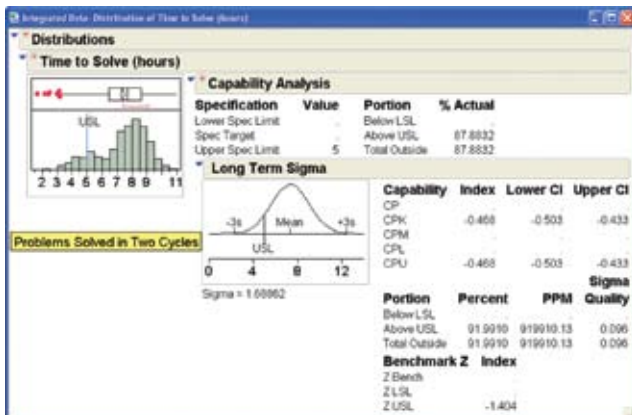 Integrated Data- Distribution of Time to Solve (hours)
Distributions
Time to Solve (hours)
USL
2 3 4 5 6 7 8 9 11
Problems Solved in Two Cycles
Capability Analysis
Specification Value Portion % Actual
Lower Spec Limit . Below LSL .
Spec Target . Above USL 87.8832
Upper Spec Limit 5 Total Outside 87.8832
Long Term Sigma
-3s Mean +3s
USL
0 4 8 12
Sigma = 1.68862
Capability Index Lower CI Upper CI
CP . . .
CPK -0.468 -0.503 -0.433
CPM . . .
CPL . . .
CPU -0.468 -0.503 -0.433
Sigma
Portion Percent PPM Quality
Below LSL . . .
Above USL 91.9910 919910.13 0.096
Total Outside 91.9910 919910.13 0.096
Benchmark Z Index
Z Bench .
Z LSL .
Z USL -1.404